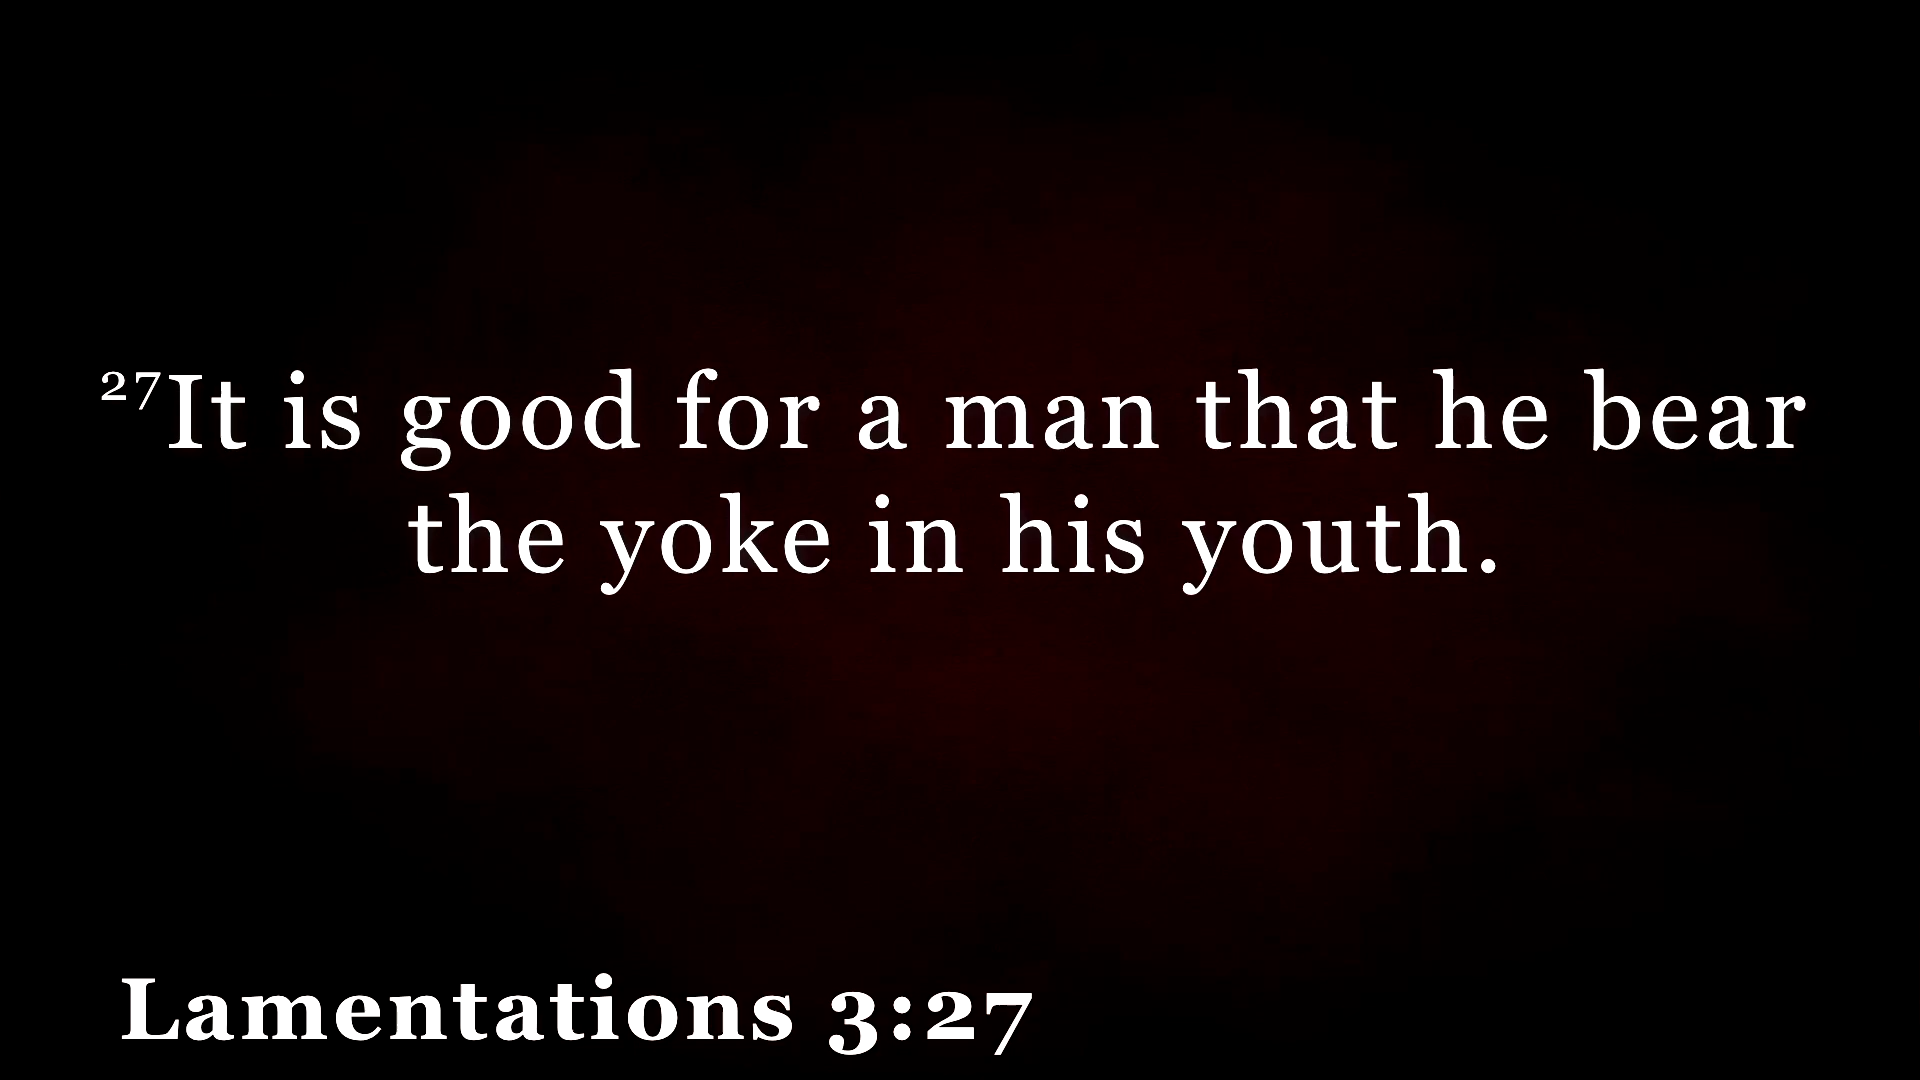 27It is good for a man that he bear
the yoke in his youth.
Lamentations 3:27